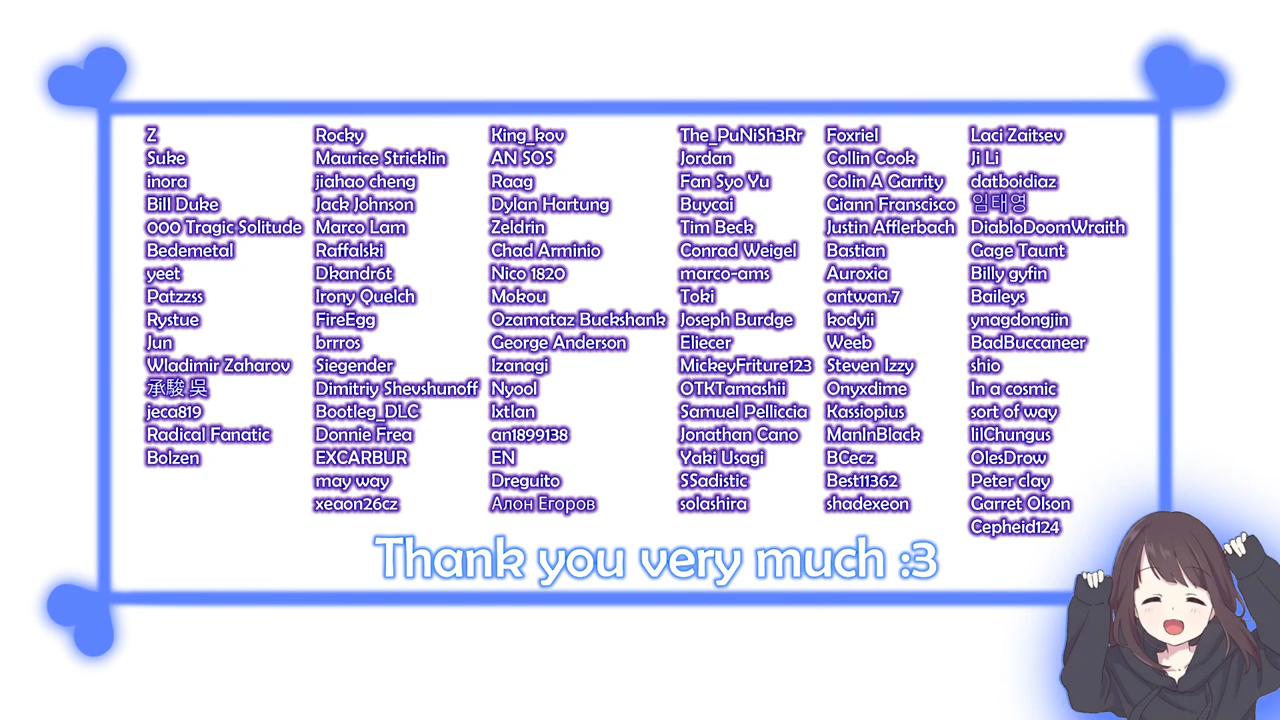 Z
Suke
inora
Bill Duke
OOO Tragic Solitude
Bedemetal
yeet
Patzzss
Rystue
Jun
Wladimir Zaharov
承駿 吳
jeca819
Radical Fanatic
Bolzen
Rocky
Maurice Stricklin
jiahao cheng
Jack Johnson
Marco Lam
Raffalski
Dkandr6t
Irony Quelch
FireEgg
brrros
Siegender
Dimitriy Shevshunoff
Bootleg_DLC
Donnie Frea
EXCARBUR
may way
xeaon26cz
King_kov
AN SOS
Raag
Dylan Hartung
Zeldrin
Chad Arminio
Nico 1820
Mokou
Ozamataz Buckshank
George Anderson
Izanagi
Nyool
Ixtlan
an1899138
EN
Dreguito
Алон Егоров
The_PuNiSh3Rr
Jordan
Fan Syo Yu
Buycai
Tim Beck
Conrad Weigel
marco-ams
Toki
Joseph Burdge
Eliecer
MickeyFriture123
OTKTamashii
Samuel Pelliccia
Jonathan Cano
Yaki Usagi
SSadistic
solashira
Foxriel
Collin Cook
Colin A Garrity
Giann Franscisco
Justin Afflerbach
Bastian
Auroxia
antwan.7
kodyii
Weeb
Steven Izzy
Onyxdime
Kassiopius
ManInBlack
BCecz
Best11362
shadexeon
Laci Zaitsev
Ji Li
datboidiaz
임태영
DiabloDoomWraith
Gage Taunt
Billy gyfin
Baileys
ynagdongjin
BadBuccaneer
shio
In a cosmic
sort of way
lilChungus
OlesDrow
Peter clay
Garret Olson
Cepheid124
Thank you very much :3